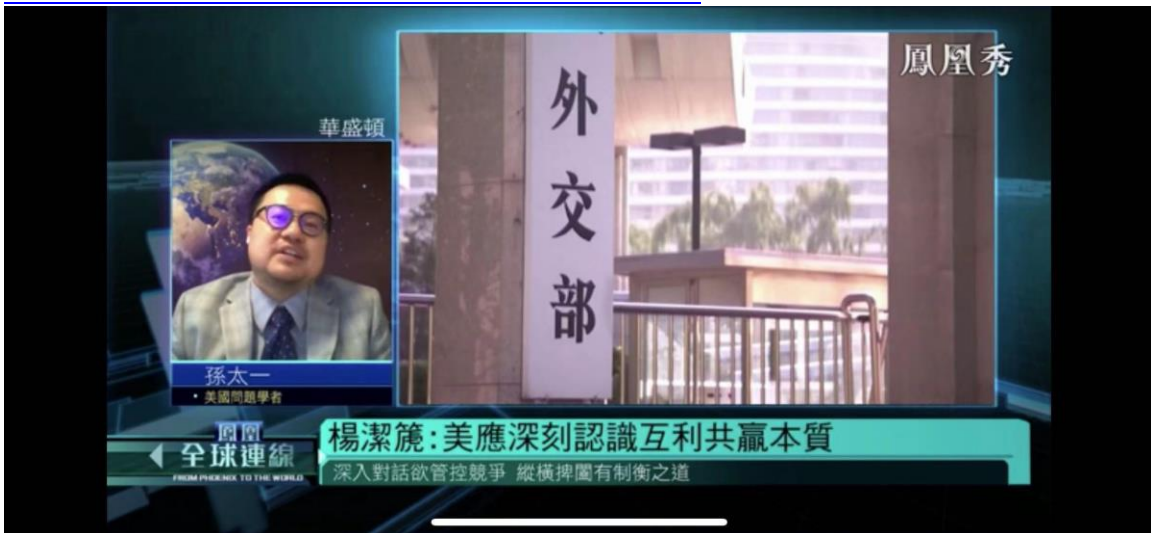 鳳凰秀
外交部
華盛頓
孫太一
・美國問題學者
鳳凰
全球連線
FROM PHOENIX TO THE WORLD
楊潔篪:美應深刻認識互利共贏本質
深入對話欲管控競爭 縱橫捭闔有制衡之道